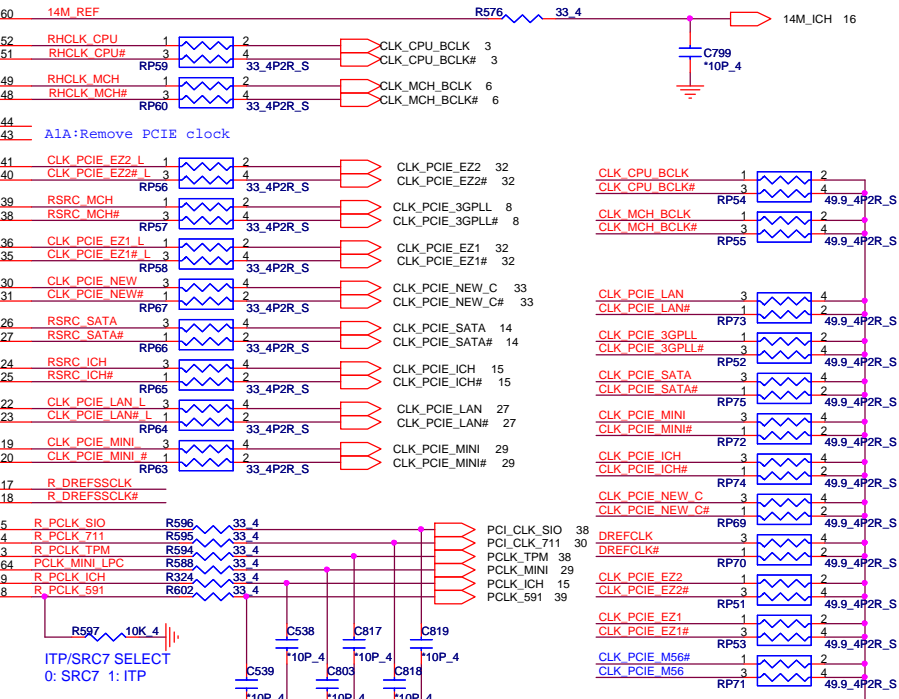 60 14M_REF R576 33_4 14M_ICH 16
C799
*10P_4
52 RHCLK_CPU 1 2 CLK_CPU_BCLK 3
51 RHCLK_CPU# 3 4 CLK_CPU_BCLK# 3
RP59 33_4P2R_S
49 RHCLK_MCH 1 2 CLK_MCH_BCLK 6
48 RHCLK_MCH# 3 4 CLK_MCH_BCLK# 6
RP60 33_4P2R_S
44
43 A1A:Remove PCIE clock
41 CLK_PCIE_EZ2_L 1 2 CLK_PCIE_EZ2 32
40 CLK_PCIE_EZ2#_L 3 4 CLK_PCIE_EZ2# 32
RP56 33_4P2R_S
39 RSRC_MCH 1 2 CLK_PCIE_3GPLL 8
38 RSRC_MCH# 3 4 CLK_PCIE_3GPLL# 8
RP57 33_4P2R_S
36 CLK_PCIE_EZ1_L 1 2 CLK_PCIE_EZ1 32
35 CLK_PCIE_EZ1#_L 3 4 CLK_PCIE_EZ1# 32
RP58 33_4P2R_S
30 CLK_PCIE_NEW 3 4 CLK_PCIE_NEW_C 33
31 CLK_PCIE_NEW# 1 2 CLK_PCIE_NEW_C# 33
RP67 33_4P2R_S
26 RSRC_SATA 3 4 CLK_PCIE_SATA 14
27 RSRC_SATA# 1 2 CLK_PCIE_SATA# 14
RP66 33_4P2R_S
24 RSRC_ICH 3 4 CLK_PCIE_ICH 15
25 RSRC_ICH# 1 2 CLK_PCIE_ICH# 15
RP65 33_4P2R_S
22 CLK_PCIE_LAN_L 3 4 CLK_PCIE_LAN 27
23 CLK_PCIE_LAN#_L 1 2 CLK_PCIE_LAN# 27
RP64 33_4P2R_S
19 CLK_PCIE_MINI_ 3 4 CLK_PCIE_MINI 29
20 CLK_PCIE_MINI_# 1 2 CLK_PCIE_MINI# 29
RP63 33_4P2R_S
17 R_DREFSSCLK
18 R_DREFSSCLK#
5 R_PCLK_SIO R596 33_4 PCI_CLK_SIO 38
4 R_PCLK_711 R595 33_4 PCI_CLK_711 30
3 R_PCLK_TPM R594 33_4 PCLK_TPM 38
64 PCLK_MINI_LPC R588 33_4 PCLK_MINI 29
9 R_PCLK_ICH R324 33_4 PCLK_ICH 15
8 R_PCLK_591 R602 33_4 PCLK_591 39
R597 10K_4
ITP/SRC7 SELECT
0: SRC7 1: ITP
C538 C817 C819
*10P_4 *10P_4 *10P_4
C539 C803 C818
*10P_4 *10P_4 *10P_4
CLK_CPU_BCLK 1 2
CLK_CPU_BCLK# 3 4
RP54 49.9_4P2R_S
CLK_MCH_BCLK 1 2
CLK_MCH_BCLK# 3 4
RP55 49.9_4P2R_S
CLK_PCIE_LAN 3 4
CLK_PCIE_LAN# 1 2
RP73 49.9_4P2R_S
CLK_PCIE_3GPLL 1 2
CLK_PCIE_3GPLL# 3 4
RP52 49.9_4P2R_S
CLK_PCIE_SATA 3 4
CLK_PCIE_SATA# 1 2
RP75 49.9_4P2R_S
CLK_PCIE_MINI 3 4
CLK_PCIE_MINI# 1 2
RP72 49.9_4P2R_S
CLK_PCIE_ICH 3 4
CLK_PCIE_ICH# 1 2
RP74 49.9_4P2R_S
CLK_PCIE_NEW_C 3 4
CLK_PCIE_NEW_C# 1 2
RP69 49.9_4P2R_S
DREFCLK 3 4
DREFCLK# 1 2
RP70 49.9_4P2R_S
CLK_PCIE_EZ2 1 2
CLK_PCIE_EZ2# 3 4
RP51 49.9_4P2R_S
CLK_PCIE_EZ1 1 2
CLK_PCIE_EZ1# 3 4
RP53 49.9_4P2R_S
CLK_PCIE_M56# 1 2
CLK_PCIE_M56 3 4
RP71 49.9_4P2R_S